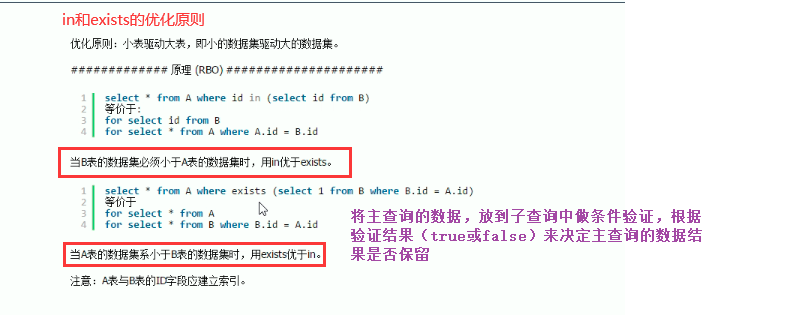 in和exists的优化原则
优化原则：小表驱动大表，即小的数据集驱动大的数据集。
############# 原理 (RBO) #####################
1 select * from A where id in (select id from B)
2 等价于：
3 for select id from B
4 for select * from A where A.id = B.id
当B表的数据集必须小于A表的数据集时，用in优于exists。
1 select * from A where exists (select 1 from B where B.id = A.id)
2 等价于
3 for select * from A
4 for select * from B where B.id = A.id
将主查询的数据，放到子查询中做条件验证，根据
验证结果（true或false）来决定主查询的数据结
果是否保留
当A表的数据集系小于B表的数据集时，用exists优于in。
注意：A表与B表的ID字段应建立索引。